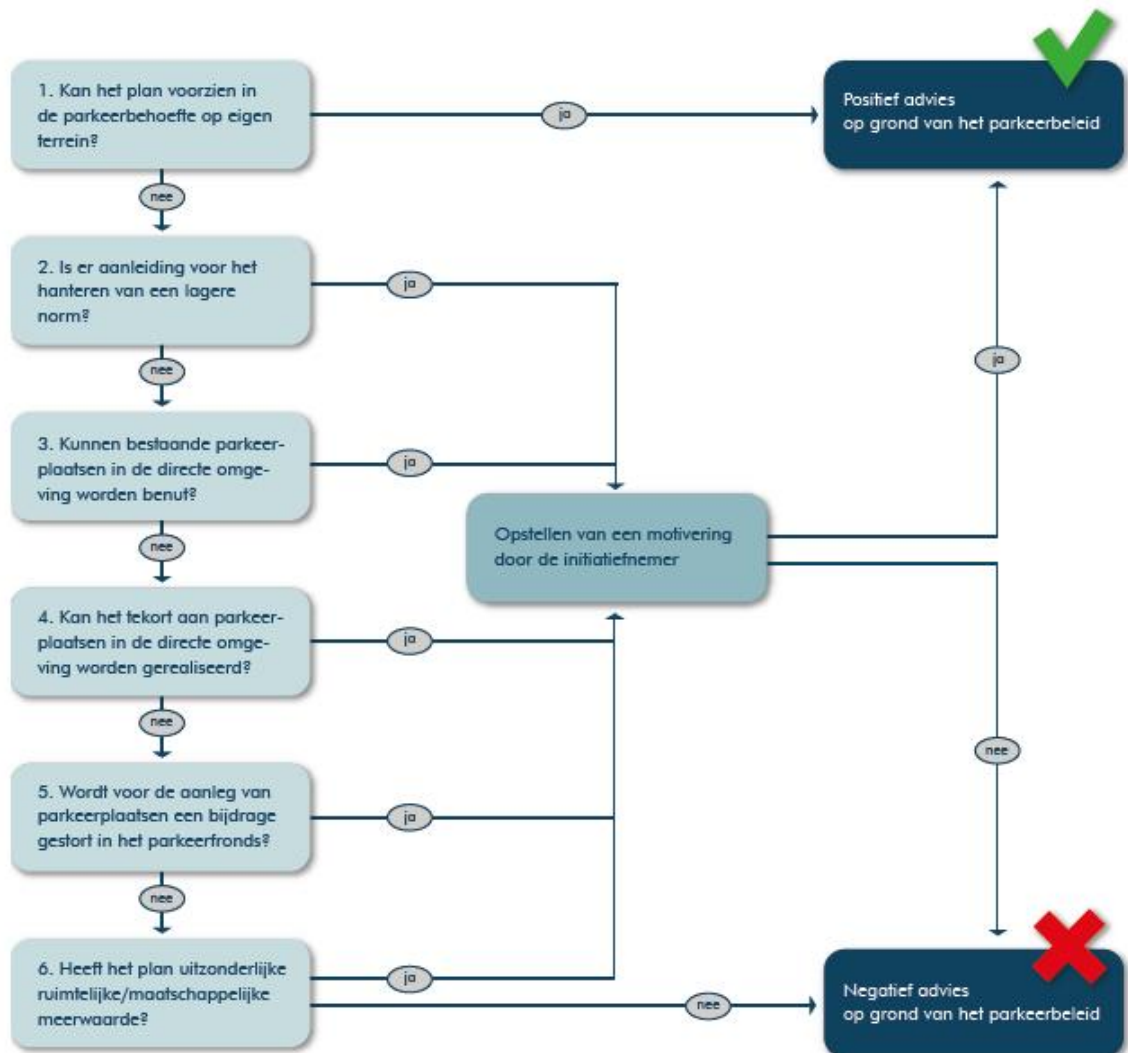 1. Kan het plan voorzien in
de parkeerbehoefte op eigen
terrein?
ja
Positief advies
op grond van het parkeerbeleid
nee
2. Is er aanleiding voor het
hanteren van een lagere
norm?
ja
nee
ja
3. Kunnen bestaande parkeer-
plaatsen in de directe omge-
ving worden benut?
ja
Opstellen van een motivering
door de initiatiefnemer
nee
4. Kan het tekort aan parkeer-
plaatsen in de directe omge-
ving worden gerealiseerd?
ja
nee
nee
5. Wordt voor de aanleg van
parkeerplaatsen een bijdrage
gestort in het parkeerfronds?
ja
nee
6. Heeft het plan uitzonderlijke
ruimtelijke/maatschappelijke
meerwaarde?
ja
nee
Negatief advies
op grond van het parkeerbeleid